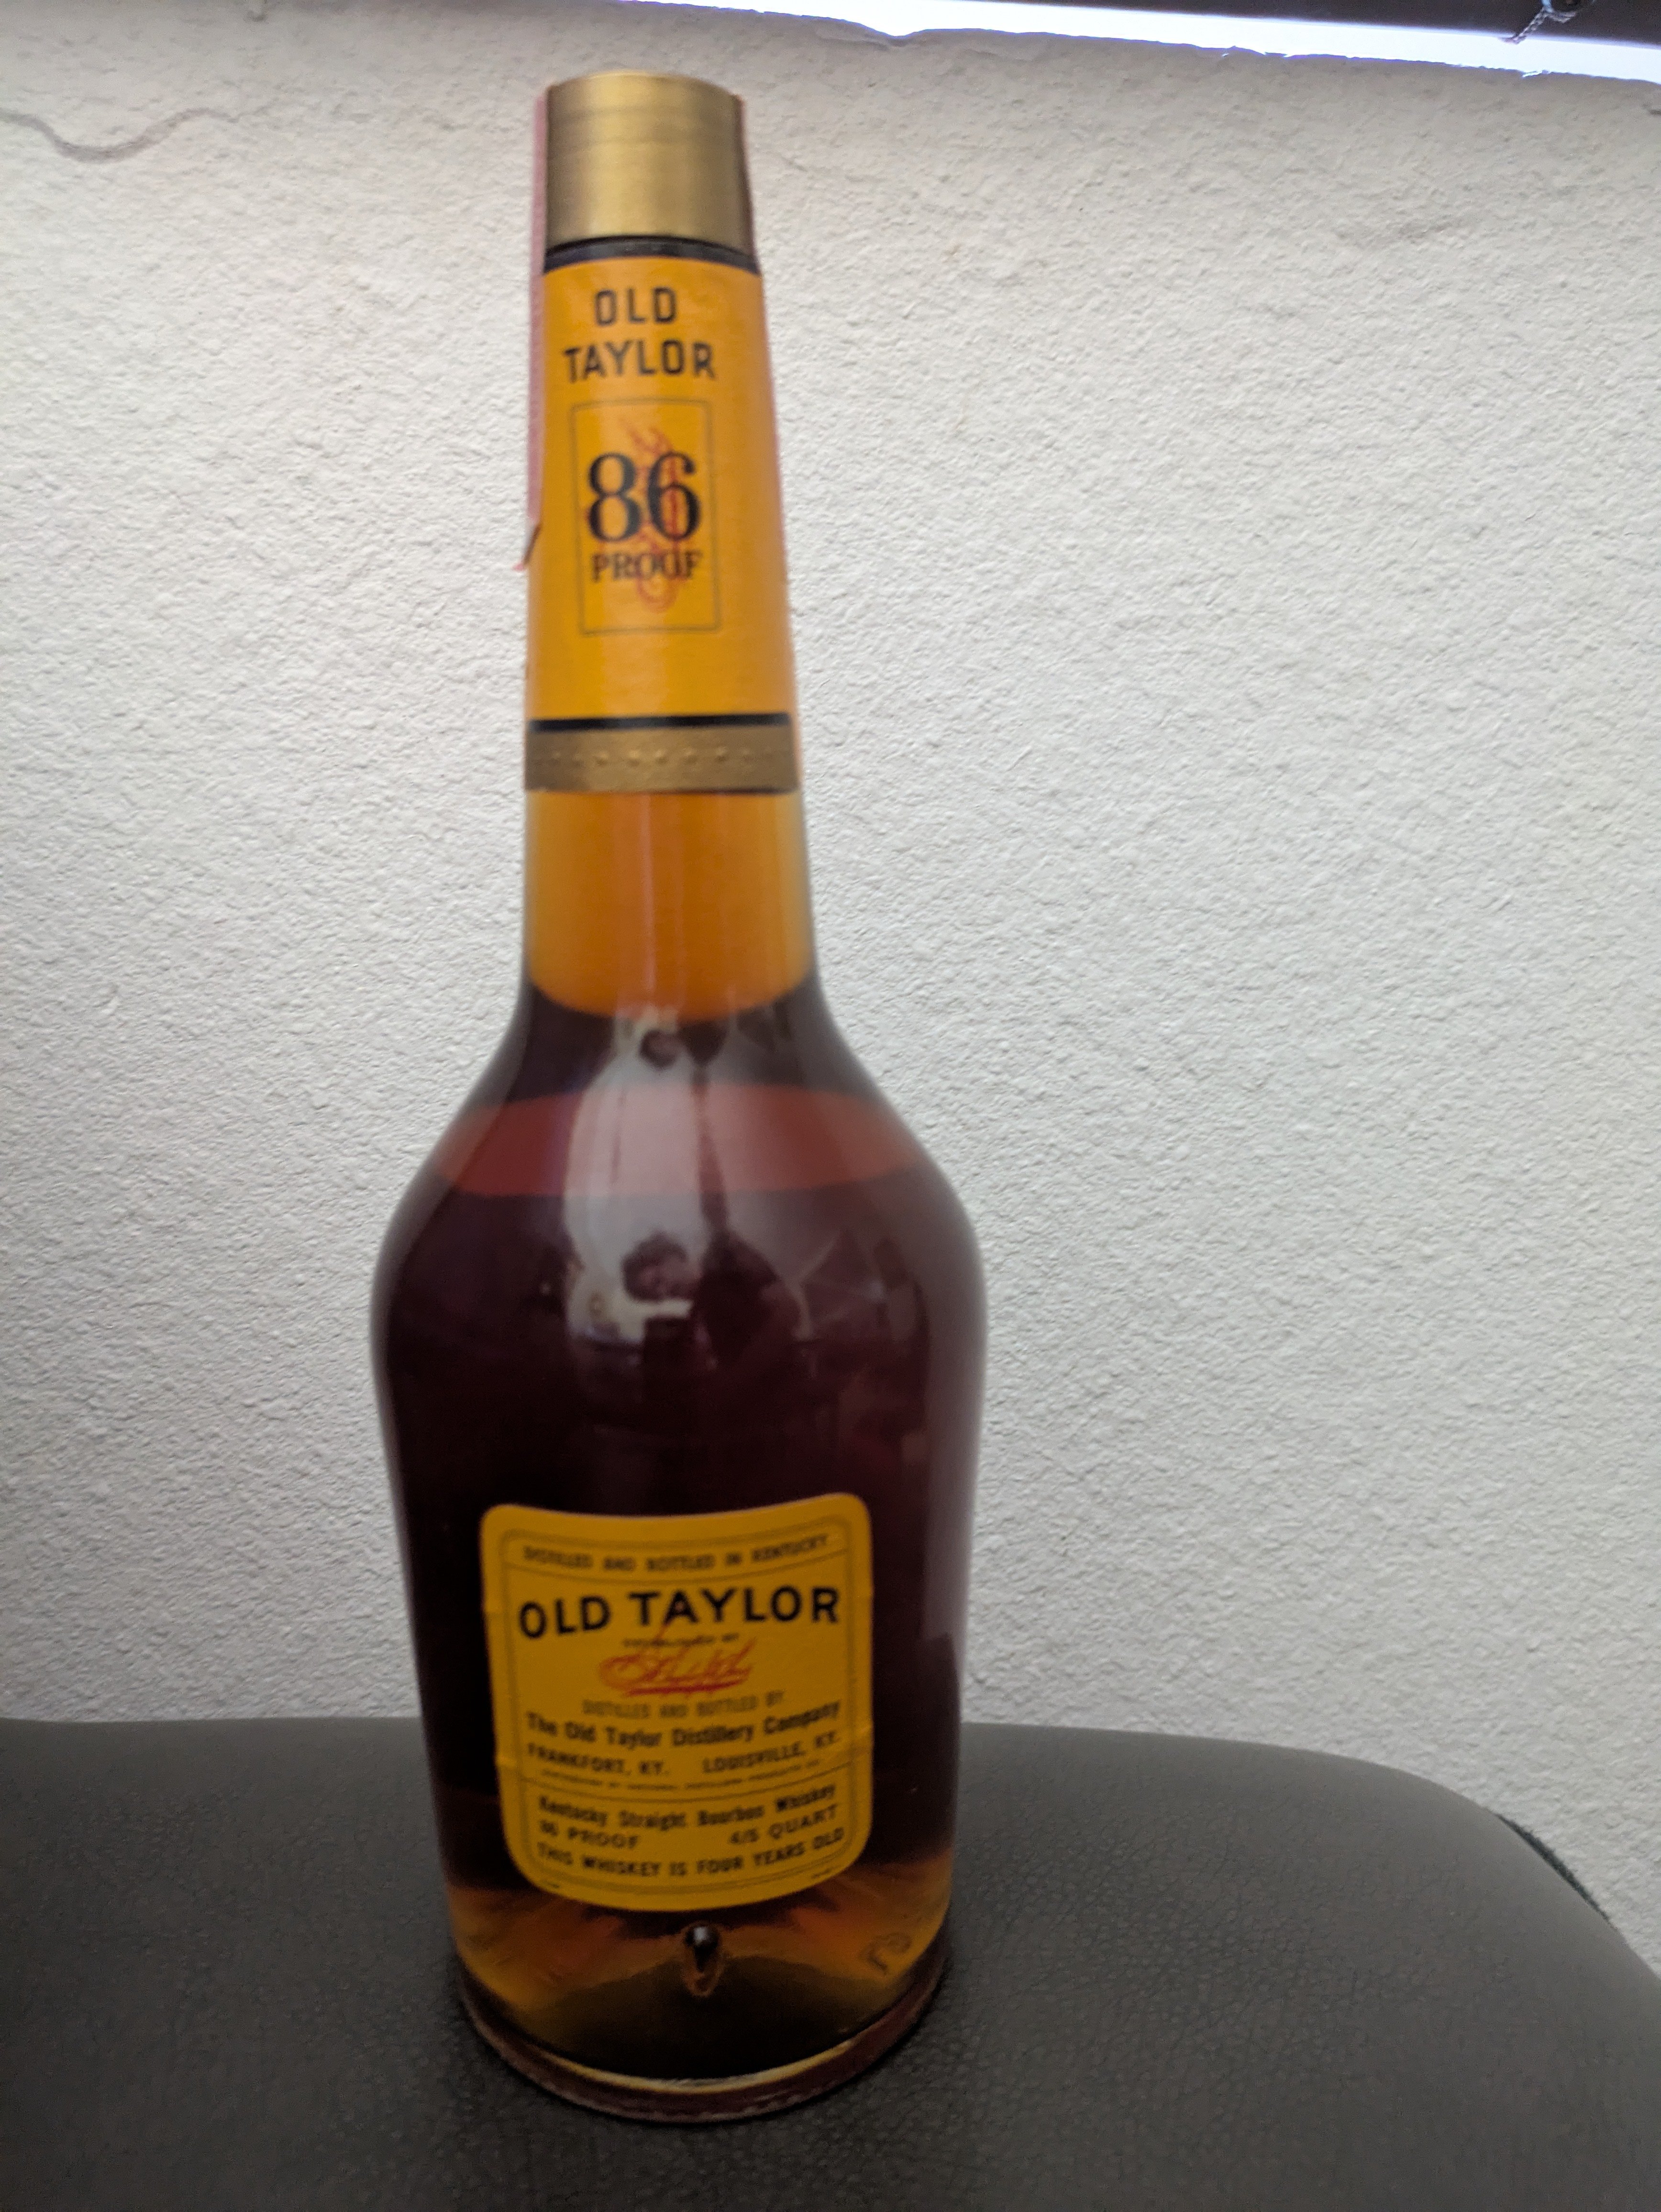 OLD
TAYLOR
86
PROOF
DISTILLED AND BOTTLED IN KENTUCKY
OLD TAYLOR
ESTABLISHED BY
DISTILLED AND BOTTLED BY
The Old Taylor Distillery Company
FRANKFORT, KY. LOUISVILLE, KY.
Kentucky Straight Bourbon Whiskey
86 PROOF 4/5 QUART
THIS WHISKEY IS FOUR YEARS OLD